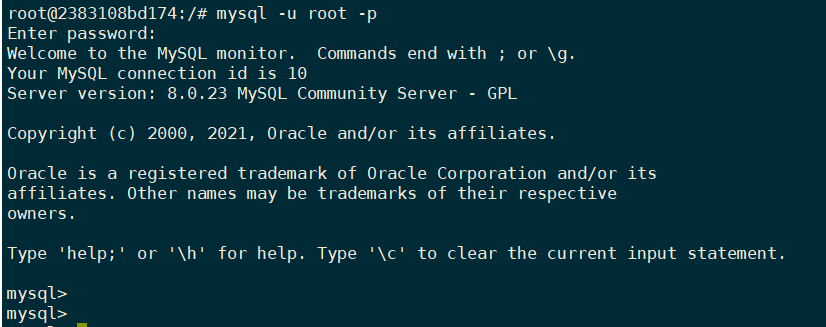 root@2383108bd174:/# mysql -u root -p
Enter password:
Welcome to the MySQL monitor.  Commands end with ; or \g.
Your MySQL connection id is 10
Server version: 8.0.23 MySQL Community Server - GPL
Copyright (c) 2000, 2021, Oracle and/or its affiliates.
Oracle is a registered trademark of Oracle Corporation and/or its
affiliates. Other names may be trademarks of their respective
owners.
Type 'help;' or '\h' for help. Type '\c' to clear the current input statement.
mysql>
mysql>